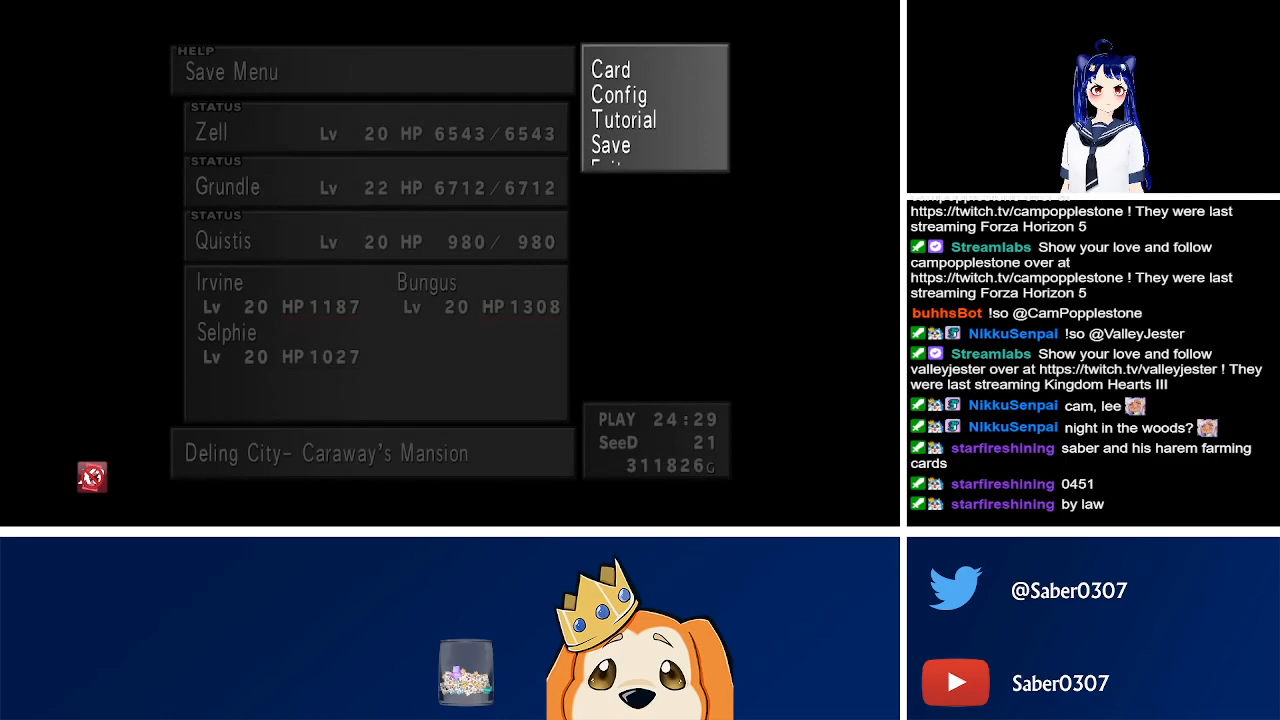 HELP
Save Menu
STATUS
Zell Lv 20 HP 6543/6543
STATUS
Grundle Lv 22 HP 6712/6712
STATUS
Quistis Lv 20 HP 980/ 980
Irvine
Lv 20 HP1187
Bungus
Lv 20 HP1308
Selphie
Lv 20 HP1027
Deling City- Caraway's Mansion
Card
Config
Tutorial
Save
PLAY 24:29
SeeD 21
311826G
https://twitch.tv/campopplestone ! They were last
streaming Forza Horizon 5
Streamlabs Show your love and follow
campopplestone over at
https://twitch.tv/campopplestone ! They were last
streaming Forza Horizon 5
buhhsBot !so @CamPopplestone
NikkuSenpai !so @ValleyJester
Streamlabs Show your love and follow
valleyjester over at https://twitch.tv/valleyjester ! They
were last streaming Kingdom Hearts III
NikkuSenpai cam, lee
NikkuSenpai night in the woods?
starfireshining saber and his harem farming
cards
starfireshining 0451
starfireshining by law
@Saber0307
Saber0307